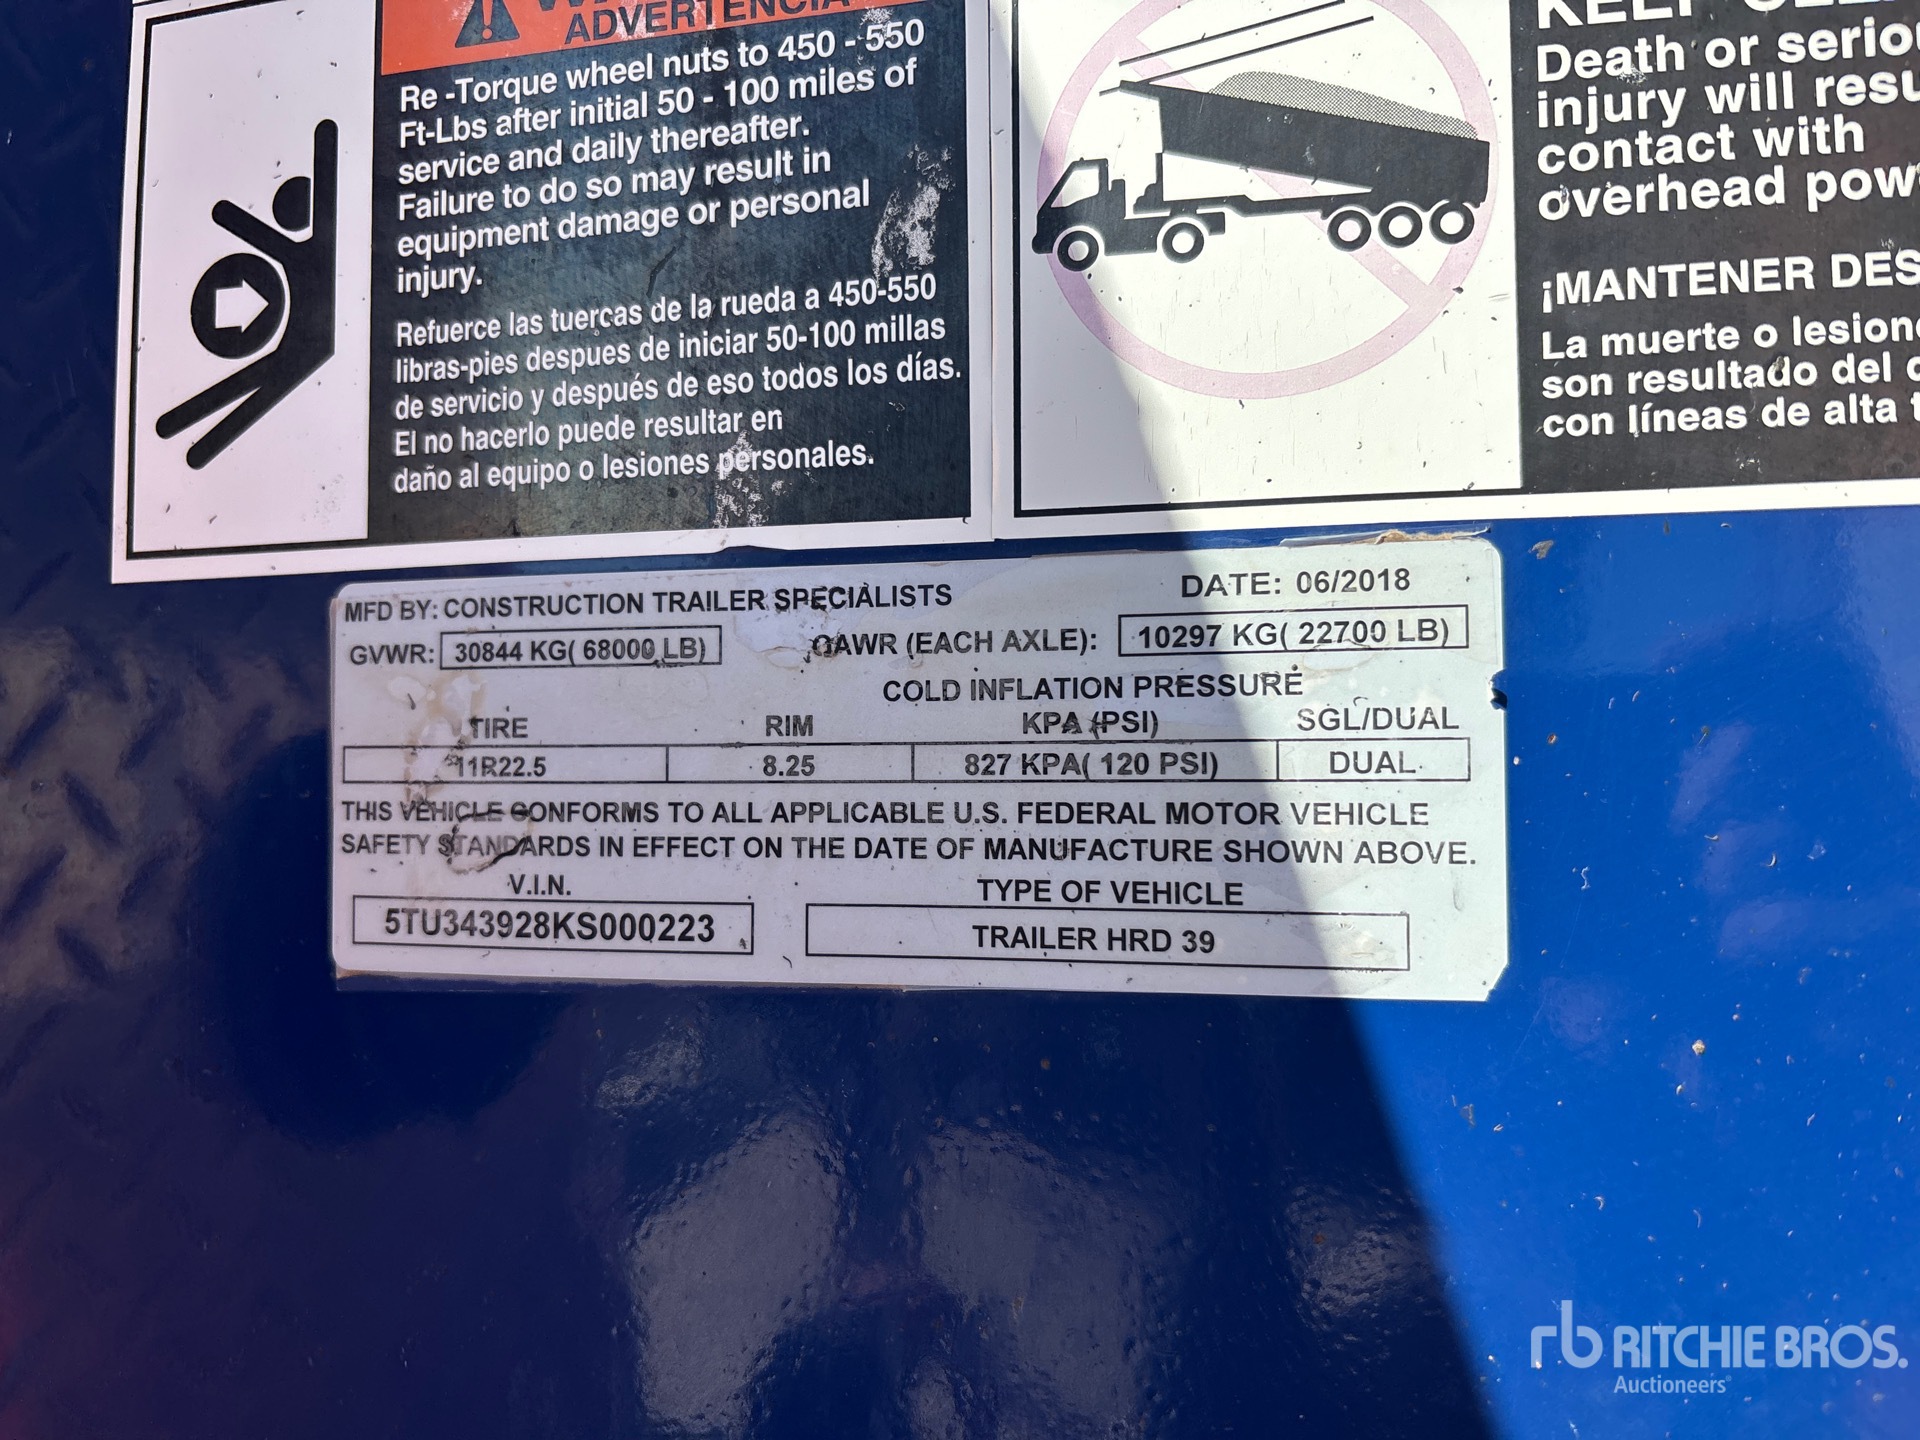 ADVERTENCIA
Re -Torque wheel nuts to 450 - 550
Ft-Lbs after initial 50 - 100 miles of
service and daily thereafter.
Failure to do so may result in
equipment damage or personal
injury.
Refuerce las tuercas de la rueda a 450-550
libras-pies despues de iniciar 50-100 millas
de servicio y después de eso todos los días.
El no hacerlo puede resultar en
daño al equipo o lesiones personales.
KEEP
Death or
injury will
contact with
overhead
¡MANTENER
La muerte o
son resultado del
con líneas de alta
MFD BY: CONSTRUCTION TRAILER SPECIALISTS DATE: 06/2018
GVWR: 30844 KG( 68000 LB) GAWR (EACH AXLE): 10297 KG( 22700 LB)
COLD INFLATION PRESSURE
TIRE RIM KPA (PSI) SGL/DUAL
11R22.5 8.25 827 KPA( 120 PSI) DUAL
THIS VEHICLE CONFORMS TO ALL APPLICABLE U.S. FEDERAL MOTOR VEHICLE
SAFETY STANDARDS IN EFFECT ON THE DATE OF MANUFACTURE SHOWN ABOVE.
V.I.N. TYPE OF VEHICLE
5TU343928KS000223 TRAILER HRD 39
rb RITCHIE BROS.
Auctioneers